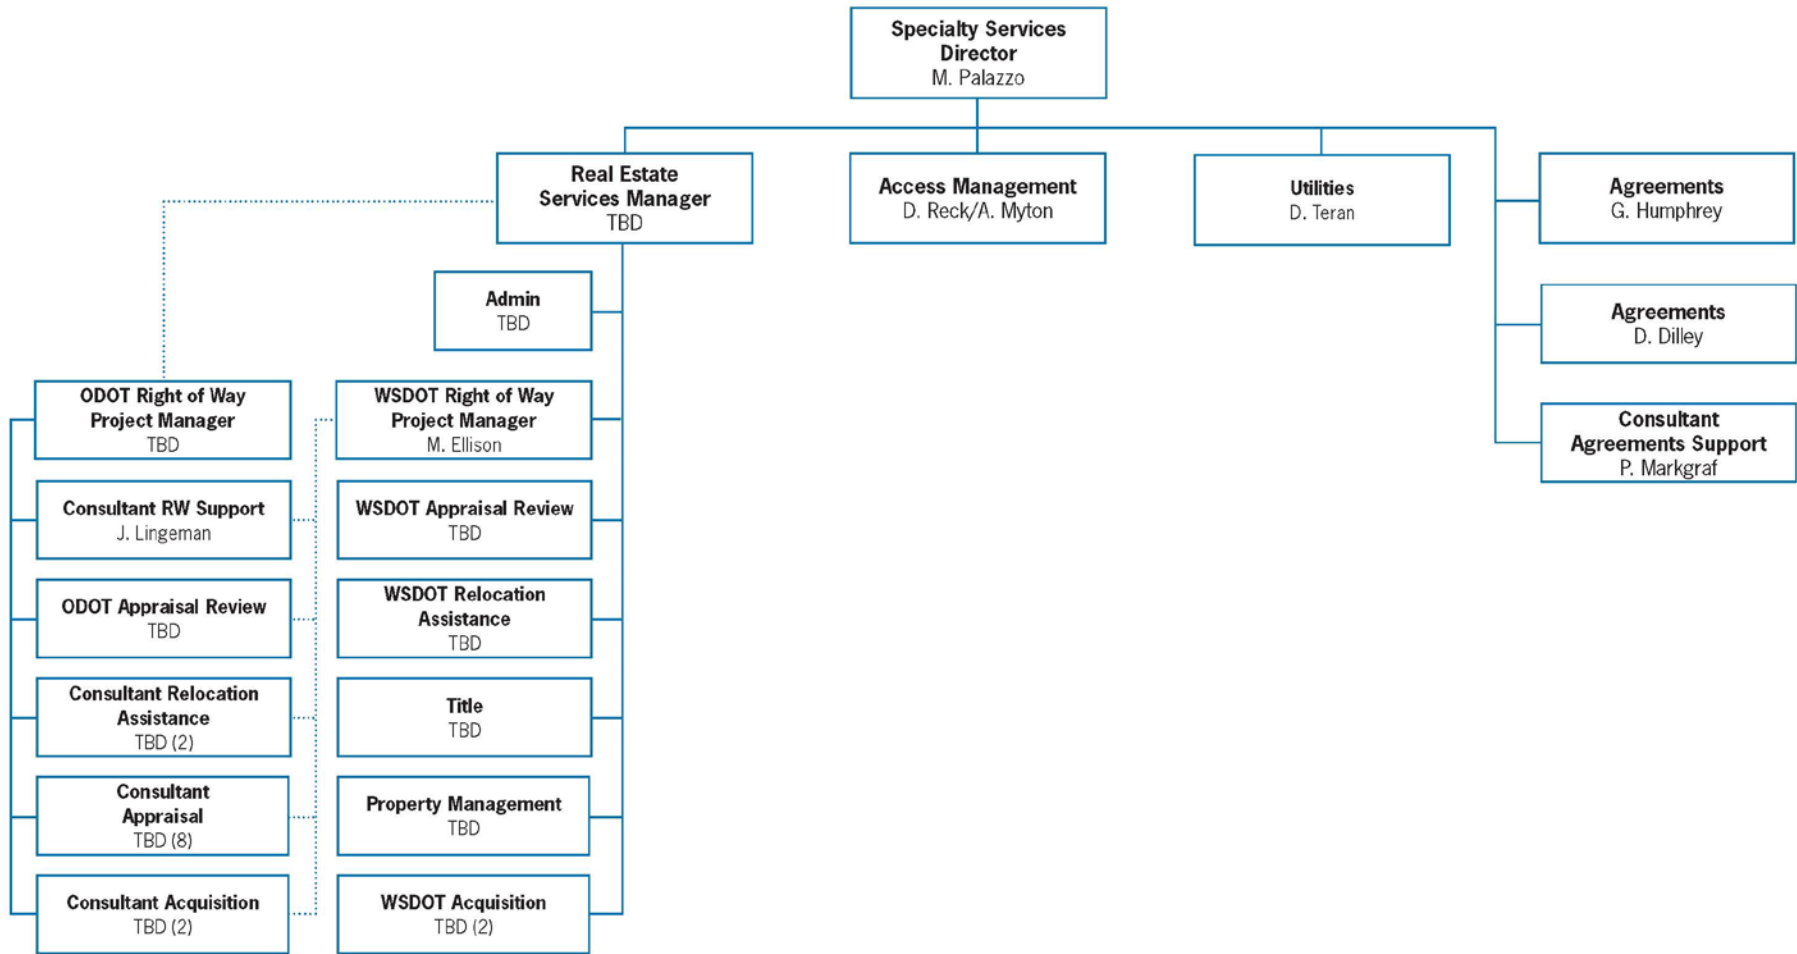 Specialty Services
Director
M. Palazzo
Real Estate
Services Manager
TBD
Access Management
D. Reck/A. Myton
Utilities
D. Teran
Agreements
G. Humphrey
Admin
TBD
Agreements
D. Dilley
ODOT Right of Way
Project Manager
TBD
WSDOT Right of Way
Project Manager
M. Ellison
Consultant
Agreements Support
P. Markgraf
Consultant RW Support
J. Lingeman
WSDOT Appraisal Review
TBD
ODOT Appraisal Review
TBD
WSDOT Relocation
Assistance
TBD
Consultant Relocation
Assistance
TBD (2)
Title
TBD
Consultant
Appraisal
TBD (8)
Property Management
TBD
Consultant Acquisition
TBD (2)
WSDOT Acquisition
TBD (2)